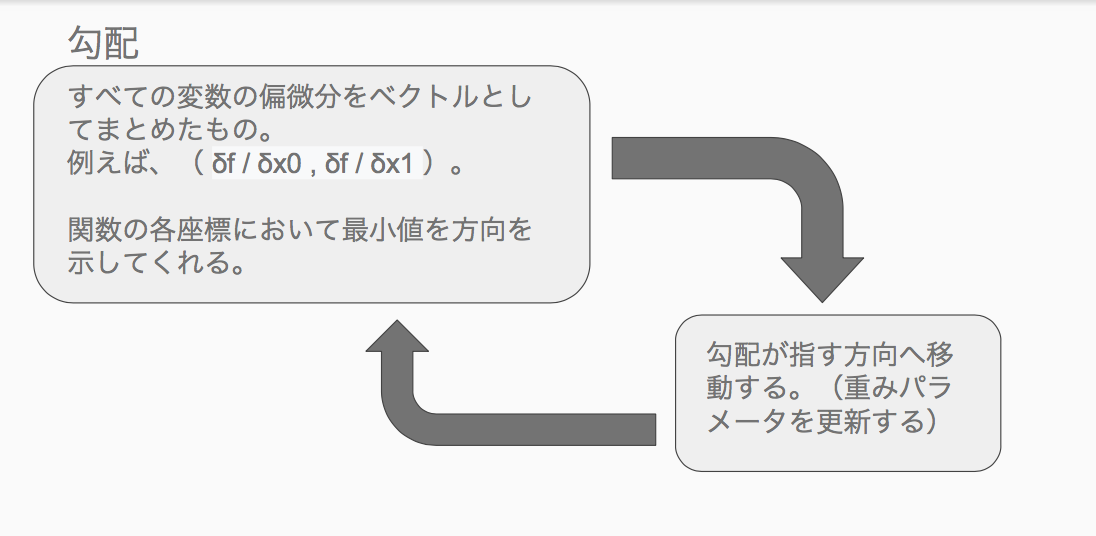 勾配
すべての変数の偏微分をベクトルとし
てまとめたもの。
例えば、（ δf / δx0 , δf / δx1 ）。
関数の各座標において最小値を方向を
示してくれる。
勾配が指す方向へ移
動する。（重みパラ
メータを更新する）